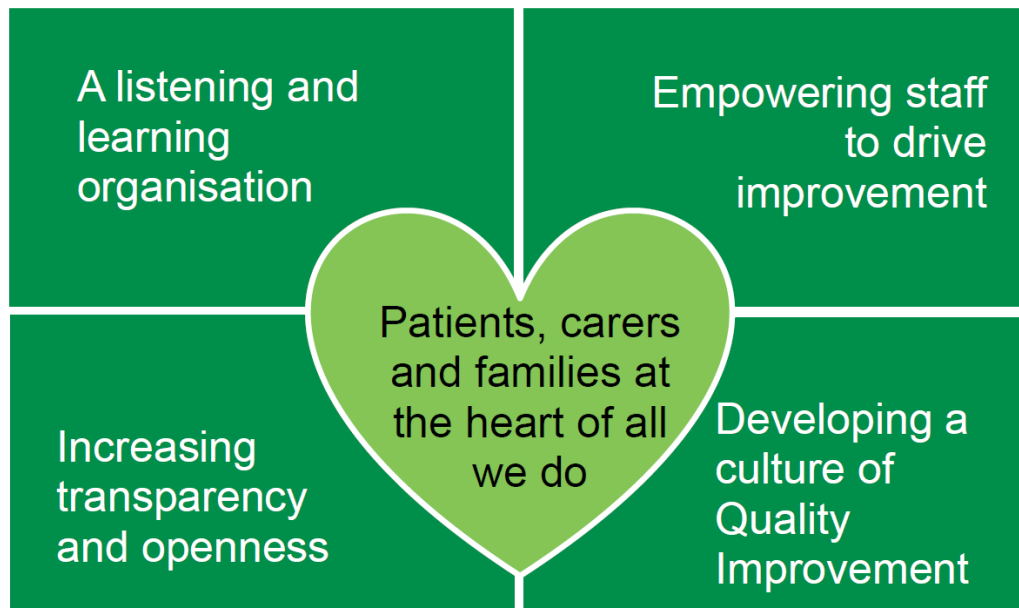 A listening and
learning
organisation
Empowering staff
to drive
improvement
Patients, carers
and families at
the heart of all
we do
Increasing
transparency
and openness
Developing a
culture of
Quality
Improvement